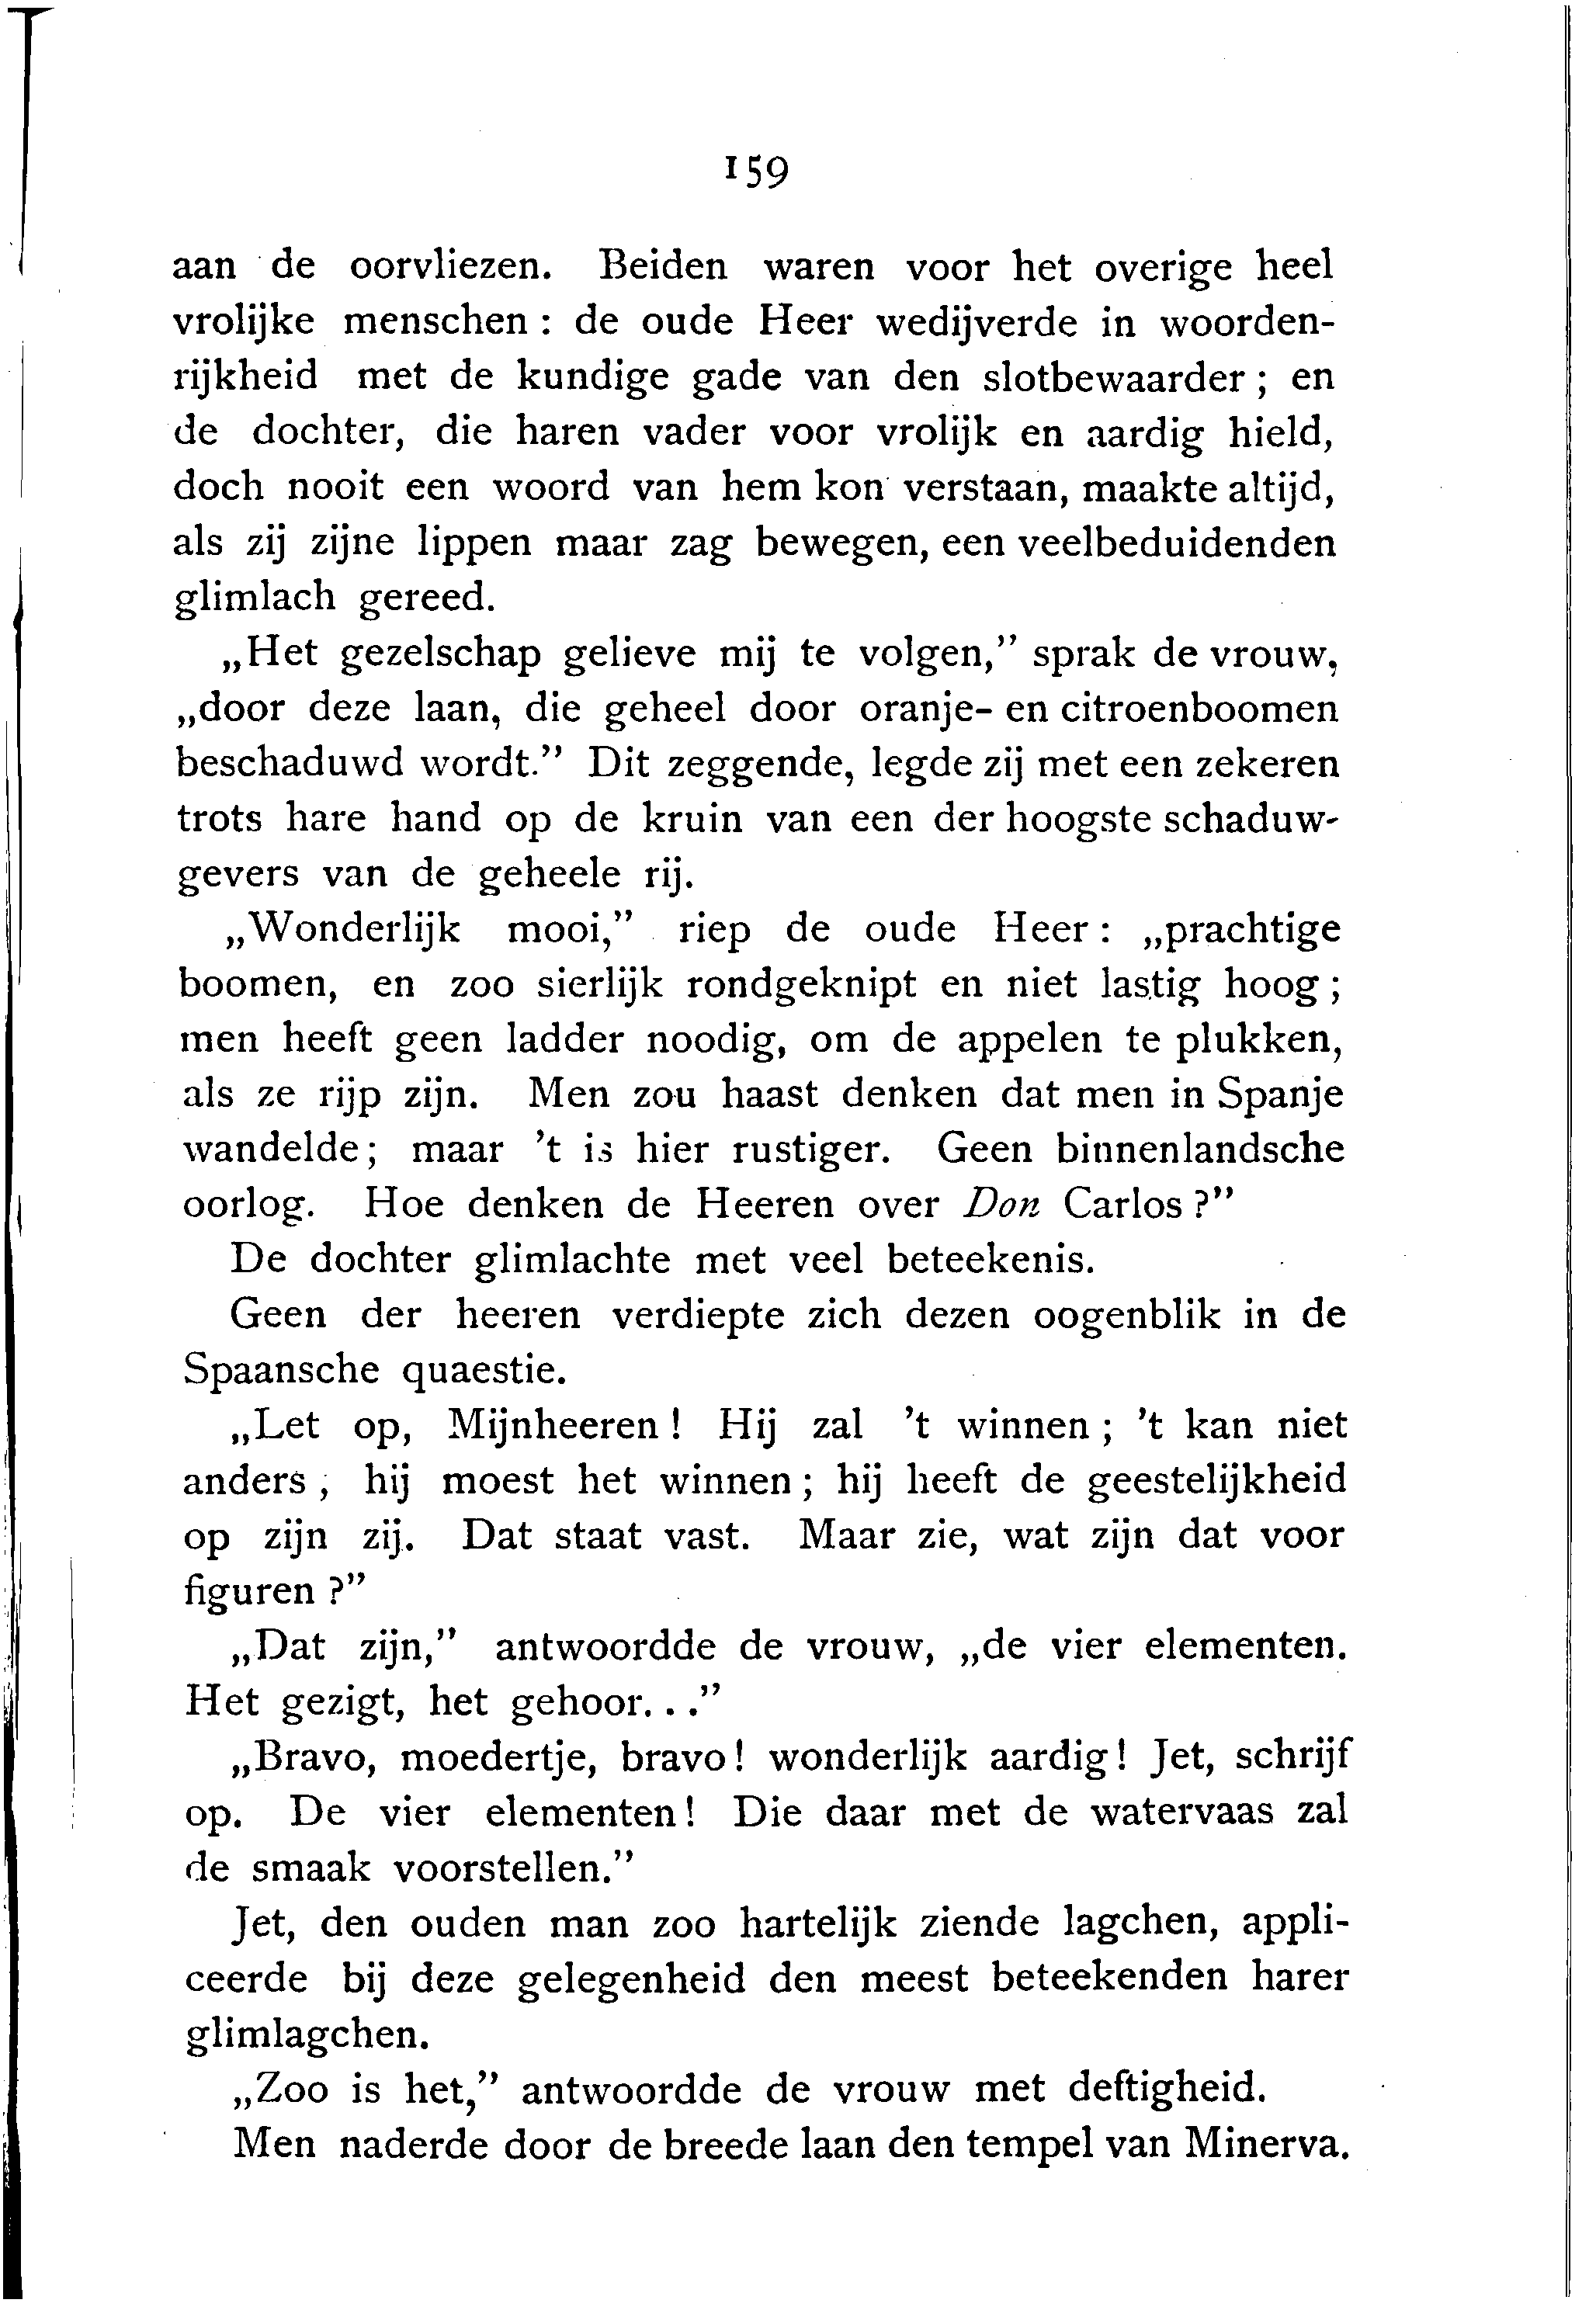 159
aan de oorvliezen. Beiden waren voor het overige heel
vrolijke menschen : de oude Heer wedijverde in woorden-
rijkheid met de kundige gade van den slotbewaarder ; en
de dochter, die haren vader voor vrolijk en aardig hield,
doch nooit een woord van hem kon verstaan, maakte altijd,
als zij zijne lippen maar zag bewegen, een veelbeduidenden
glimlach gereed.
„Het gezelschap gelieve mij te volgen,” sprak de vrouw,
„door deze laan, die geheel door oranje- en citroenboomen
beschaduwd wordt.” Dit zeggende, legde zij met een zekeren
trots hare hand op de kruin van een der hoogste schaduw-
gevers van de geheele rij.
„Wonderlijk mooi,” riep de oude Heer : „prachtige
boomen, en zoo sierlijk rondgeknipt en niet lastig hoog ;
men heeft geen ladder noodig, om de appelen te plukken,
als ze rijp zijn. Men zou haast denken dat men in Spanje
wandelde ; maar ’t is hier rustiger. Geen binnenlandsche
oorlog. Hoe denken de Heeren over Don Carlos ?”
De dochter glimlachte met veel beteekenis.
Geen der heeren verdiepte zich dezen oogenblik in de
Spaansche quaestie.
„Let op, Mijnheeren ! Hij zal ’t winnen ; ’t kan niet
anders , hij moest het winnen ; hij heeft de geestelijkheid
op zijn zij. Dat staat vast. Maar zie, wat zijn dat voor
figuren ?”
„Dat zijn,” antwoordde de vrouw, „de vier elementen.
Het gezigt, het gehoor. . .”
„Bravo, moedertje, bravo ! wonderlijk aardig ! Jet, schrijf
op. De vier elementen ! Die daar met de watervaas zal
de smaak voorstellen.”
Jet, den ouden man zoo hartelijk ziende lagchen, appli-
ceerde bij deze gelegenheid den meest beteekenden harer
glimlagchen.
„Zoo is het,” antwoordde de vrouw met deftigheid.
Men naderde door de breede laan den tempel van Minerva.